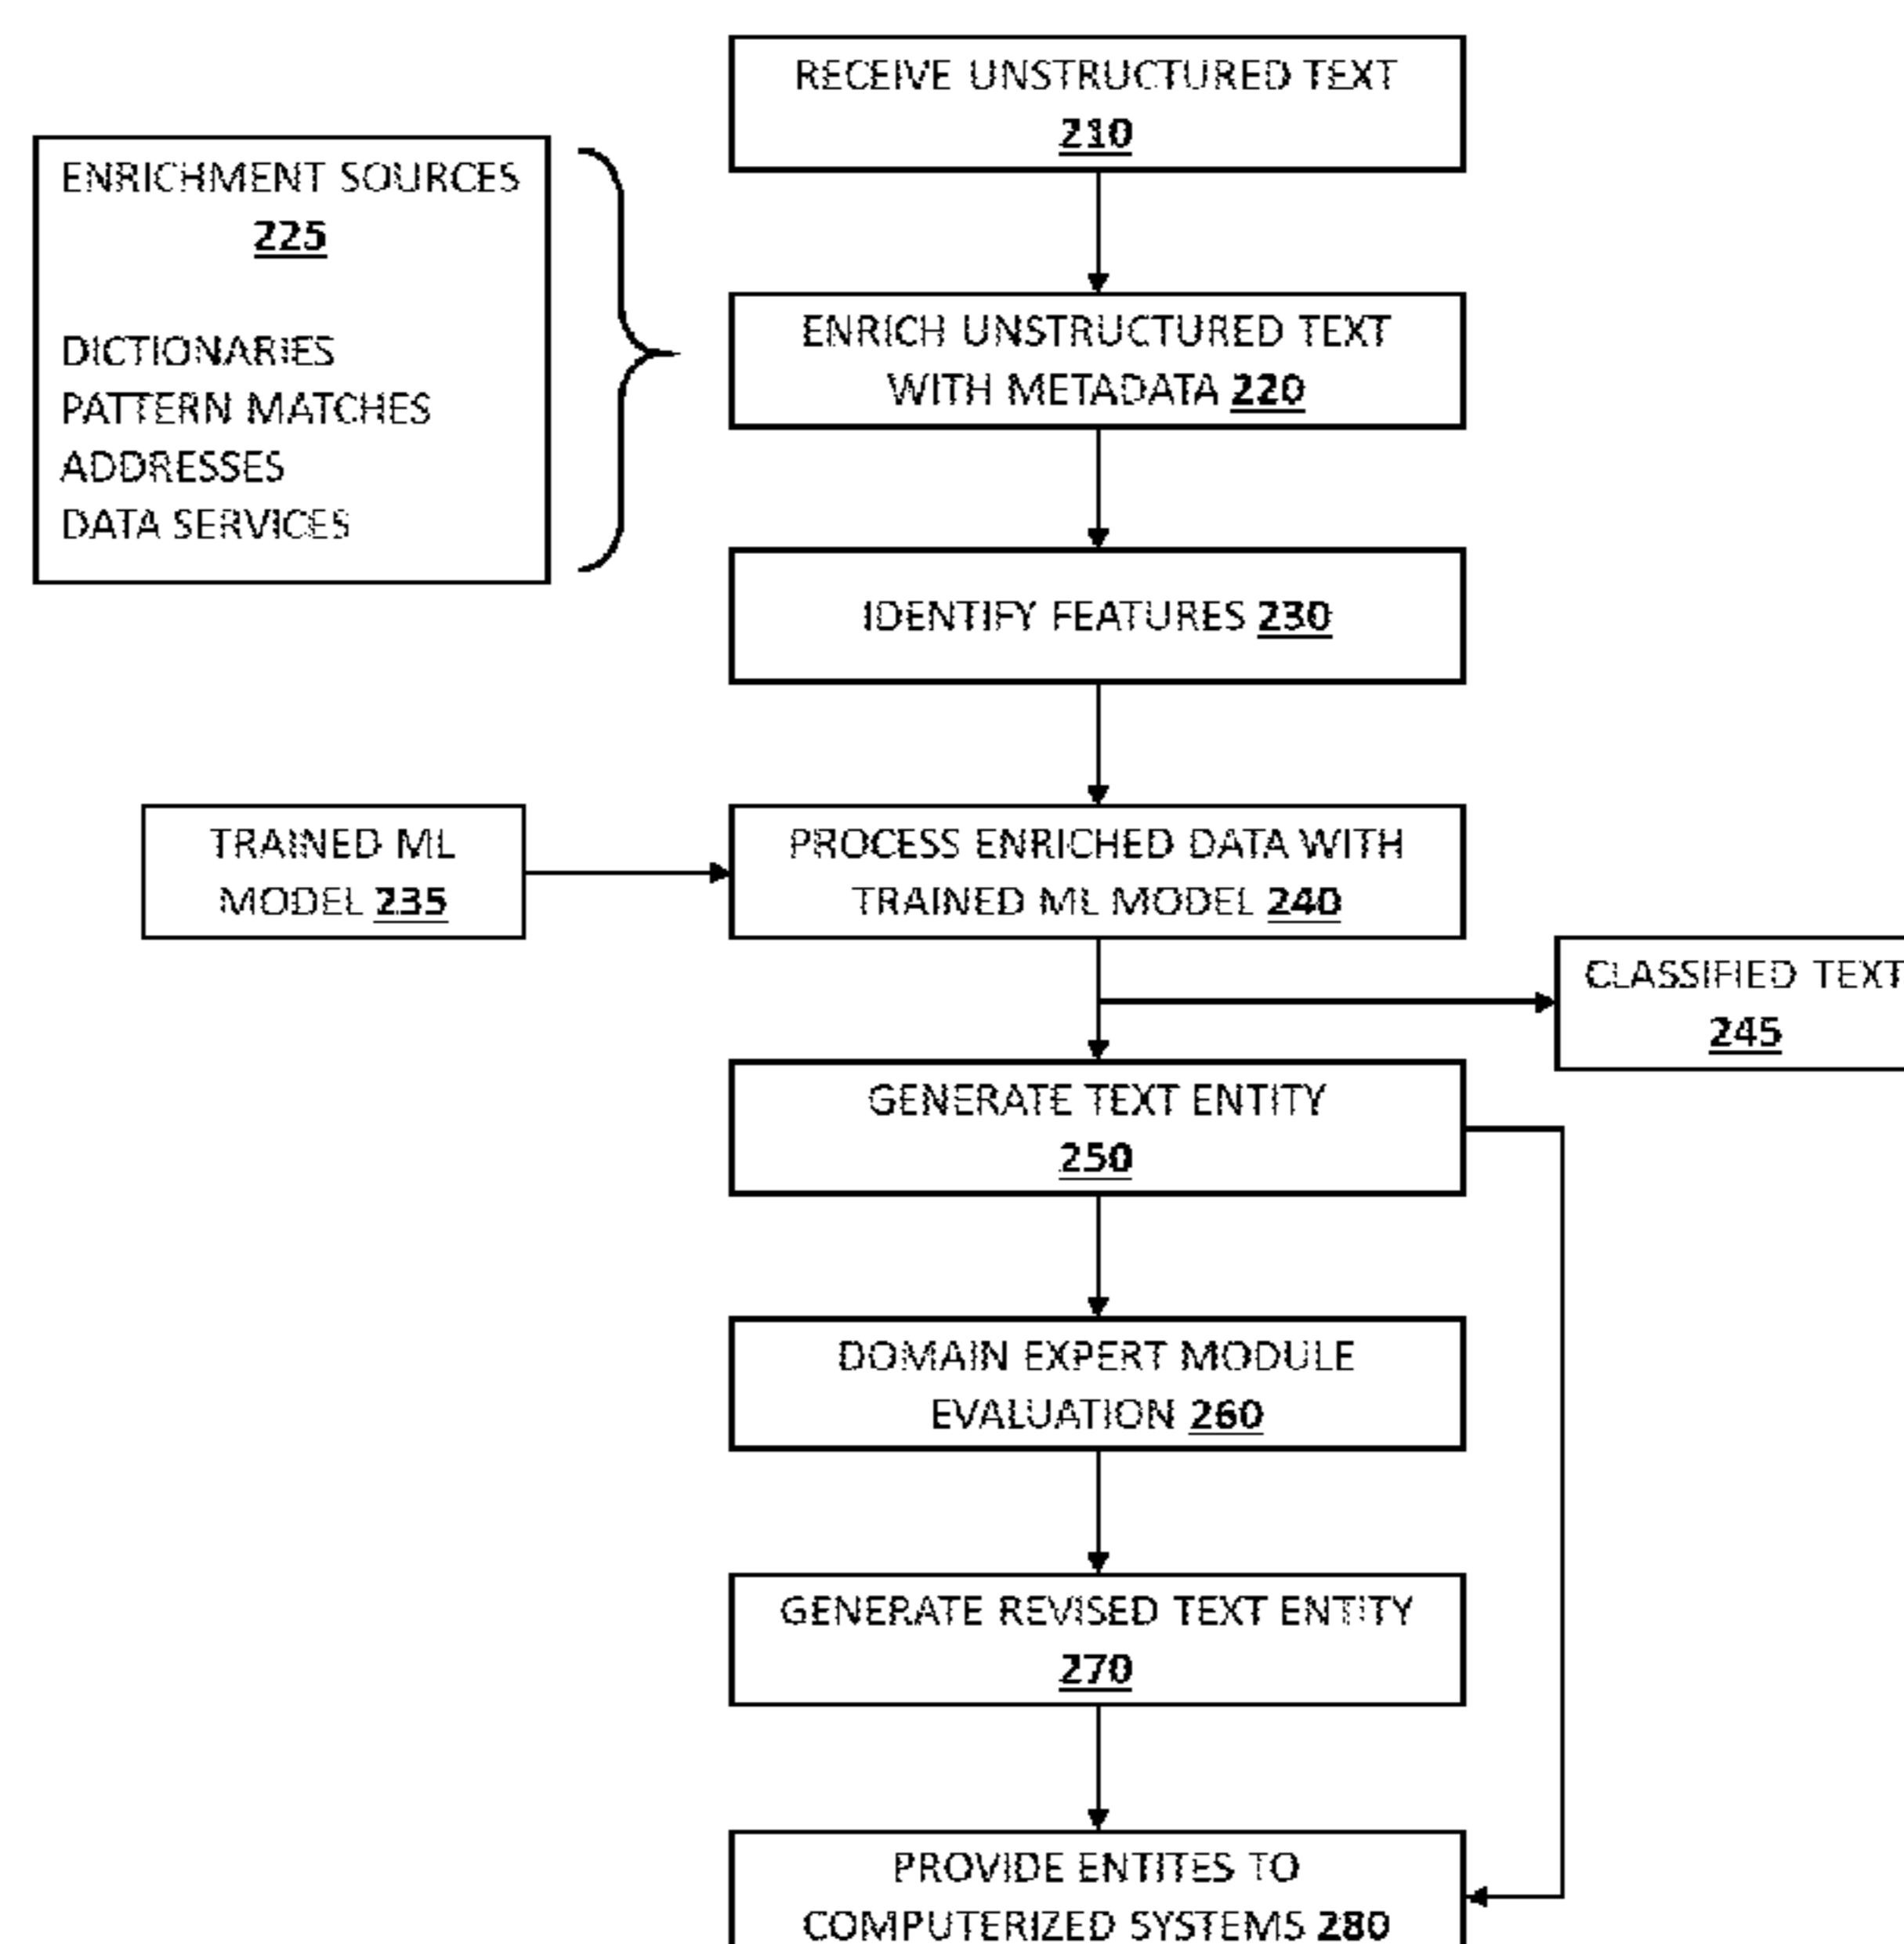 RECEIVE UNSTRUCTURED TEXT
210
ENRICHMENT SOURCES
225
DICTIONARIES
PATTERN MATCHES
ADDRESSES
DATA SERVICES
ENRICH UNSTRUCTURED TEXT
WITH METADATA 220
IDENTIFY FEATURES 230
TRAINED ML
MODEL 235
PROCESS ENRICHED DATA WITH
TRAINED ML MODEL 240
CLASSIFIED TEXT
245
GENERATE TEXT ENTITY
250
DOMAIN EXPERT MODULE
EVALUATION 260
GENERATE REVISED TEXT ENTITY
270
PROVIDE ENTITES TO
COMPUTERIZED SYSTEMS 280